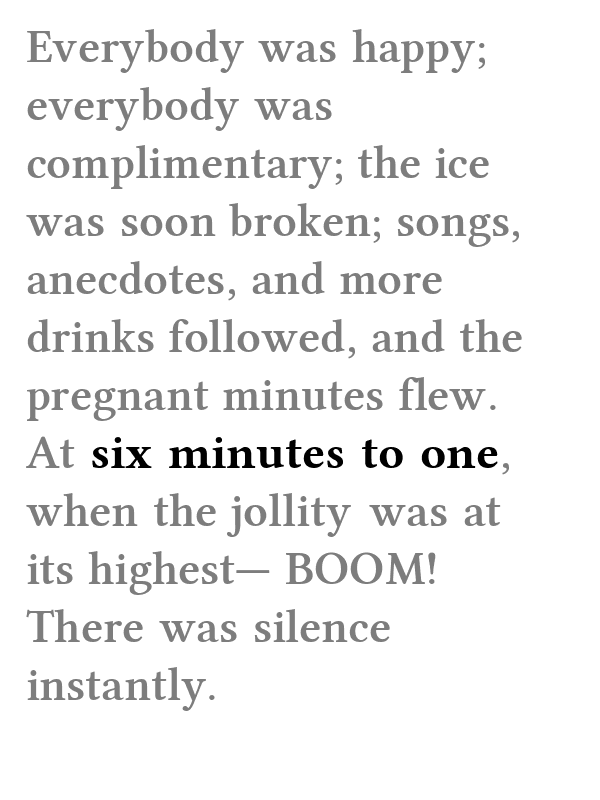 Everybody was happy;
everybody was
complimentary; the ice
was soon broken; songs,
anecdotes, and more
drinks followed, and the
pregnant minutes flew.
At six minutes to one,
when the jollity was at
its highest— BOOM!
There was silence
instantly.